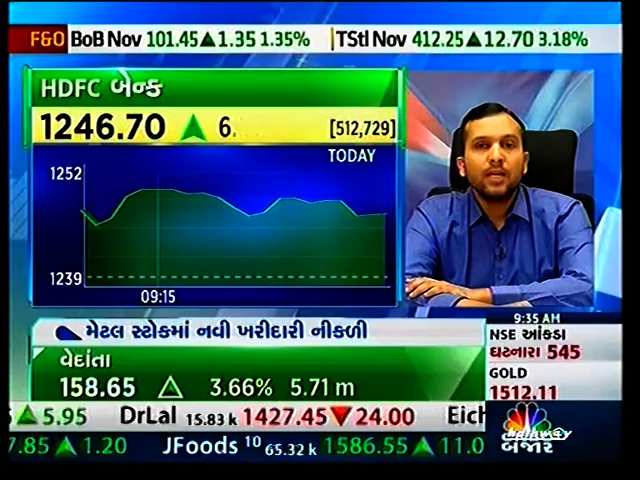 F&O BoB Nov 101.45▲1.35 1.35% TStl Nov 412.25▲12.70 3.18%
HDFC બેન્ક
1246.70 ▲ 6. [512,729]
TODAY
1252
1239
09:15
9:35 AM
મેટલ સ્ટોકમાં નવી ખરીદારી નીકળી
વેદાંતા
158.65 △ 3.66% 5.71 m
NSE આંકડા
ઘટનારા 545
GOLD
1512.11
▲ 5.95 DrLal 15.83 k 1427.45 ▼ 24.00 Eich
7.85 ▲ 1.20 JFoods 10 65.32 k 1586.55 ▲ 11.0
hathway
બજાર